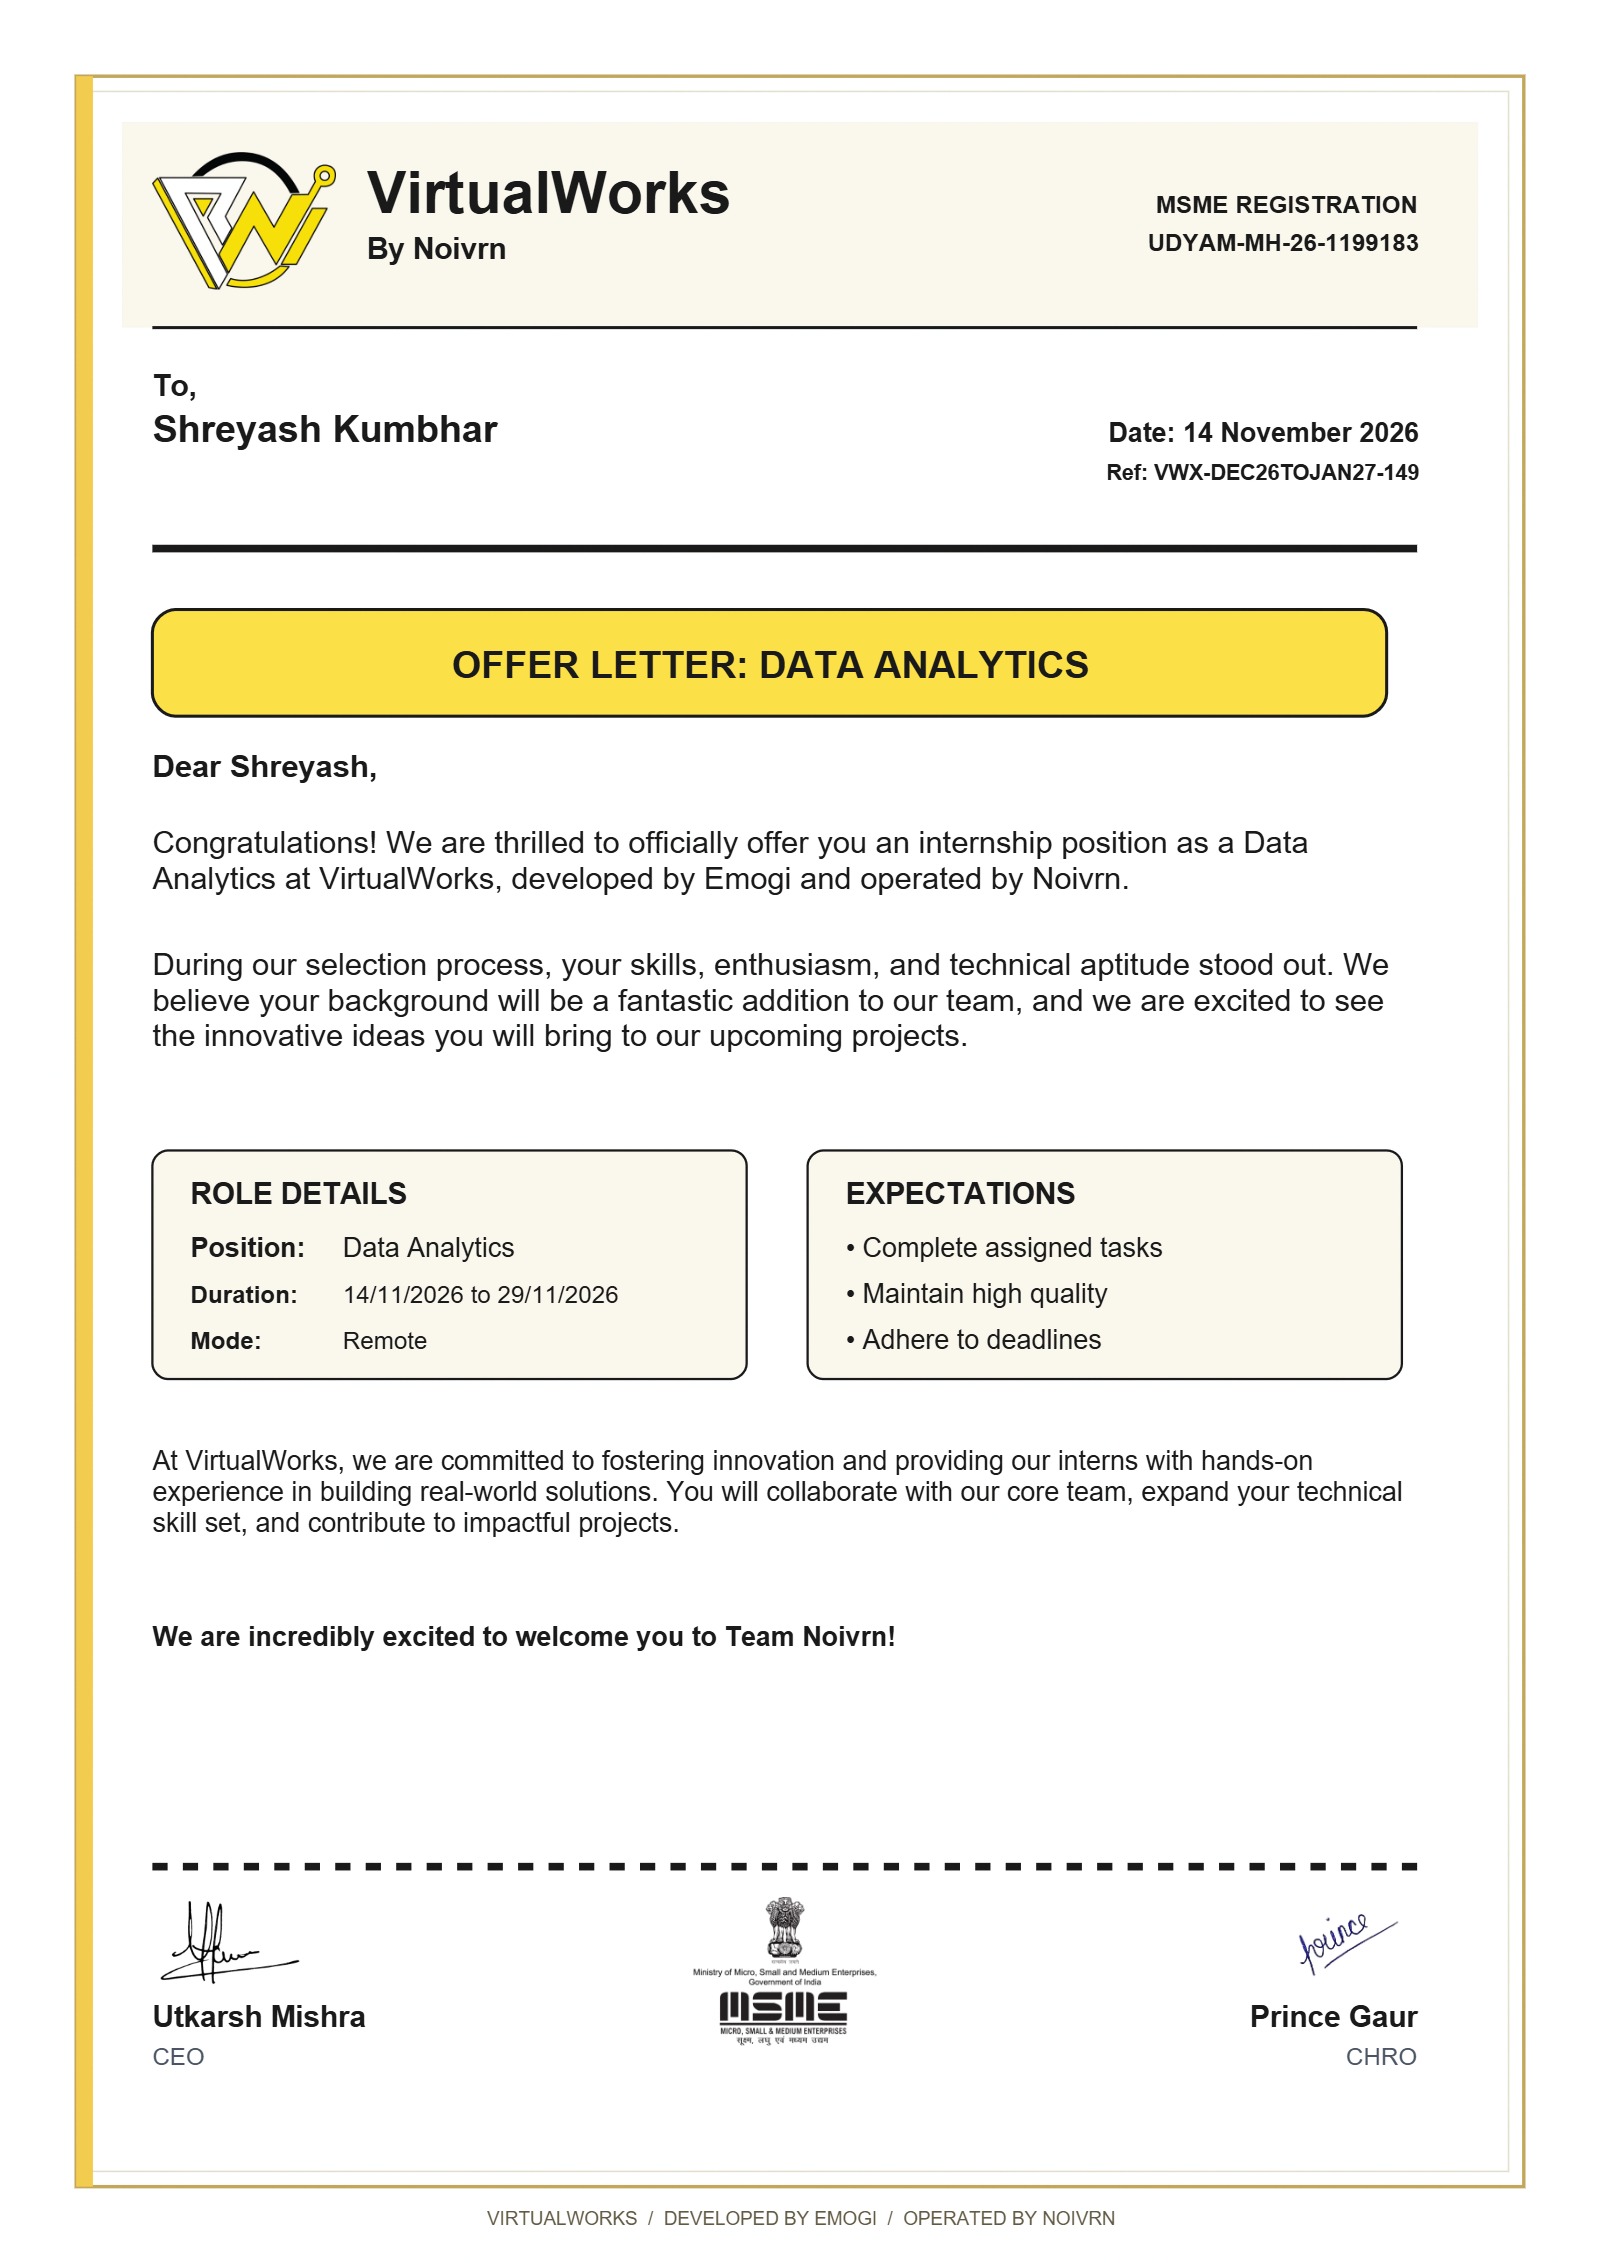 VirtualWorks
By Noivrn
MSME REGISTRATION
UDYAM-MH-26-1199183
To,
Shreyash Kumbhar
Date: 14 November 2026
Ref: VWX-DEC26TOJAN27-149
OFFER LETTER: DATA ANALYTICS
Dear Shreyash,
Congratulations! We are thrilled to officially offer you an internship position as a Data
Analytics at VirtualWorks, developed by Emogi and operated by Noivrn.
During our selection process, your skills, enthusiasm, and technical aptitude stood out. We
believe your background will be a fantastic addition to our team, and we are excited to see
the innovative ideas you will bring to our upcoming projects.
ROLE DETAILS
Position: Data Analytics
Duration: 14/11/2026 to 29/11/2026
Mode: Remote
EXPECTATIONS
• Complete assigned tasks
• Maintain high quality
• Adhere to deadlines
At VirtualWorks, we are committed to fostering innovation and providing our interns with hands-on
experience in building real-world solutions. You will collaborate with our core team, expand your technical
skill set, and contribute to impactful projects.
We are incredibly excited to welcome you to Team Noivrn!
Utkarsh Mishra
CEO
सत्यमेव जयते
Ministry of Micro, Small and Medium Enterprises,
Government of India
MSME
MICRO, SMALL & MEDIUM ENTERPRISES
सूक्ष्म, लघु एवं मध्यम उद्यम
prince
Prince Gaur
CHRO
VIRTUALWORKS / DEVELOPED BY EMOGI / OPERATED BY NOIVRN